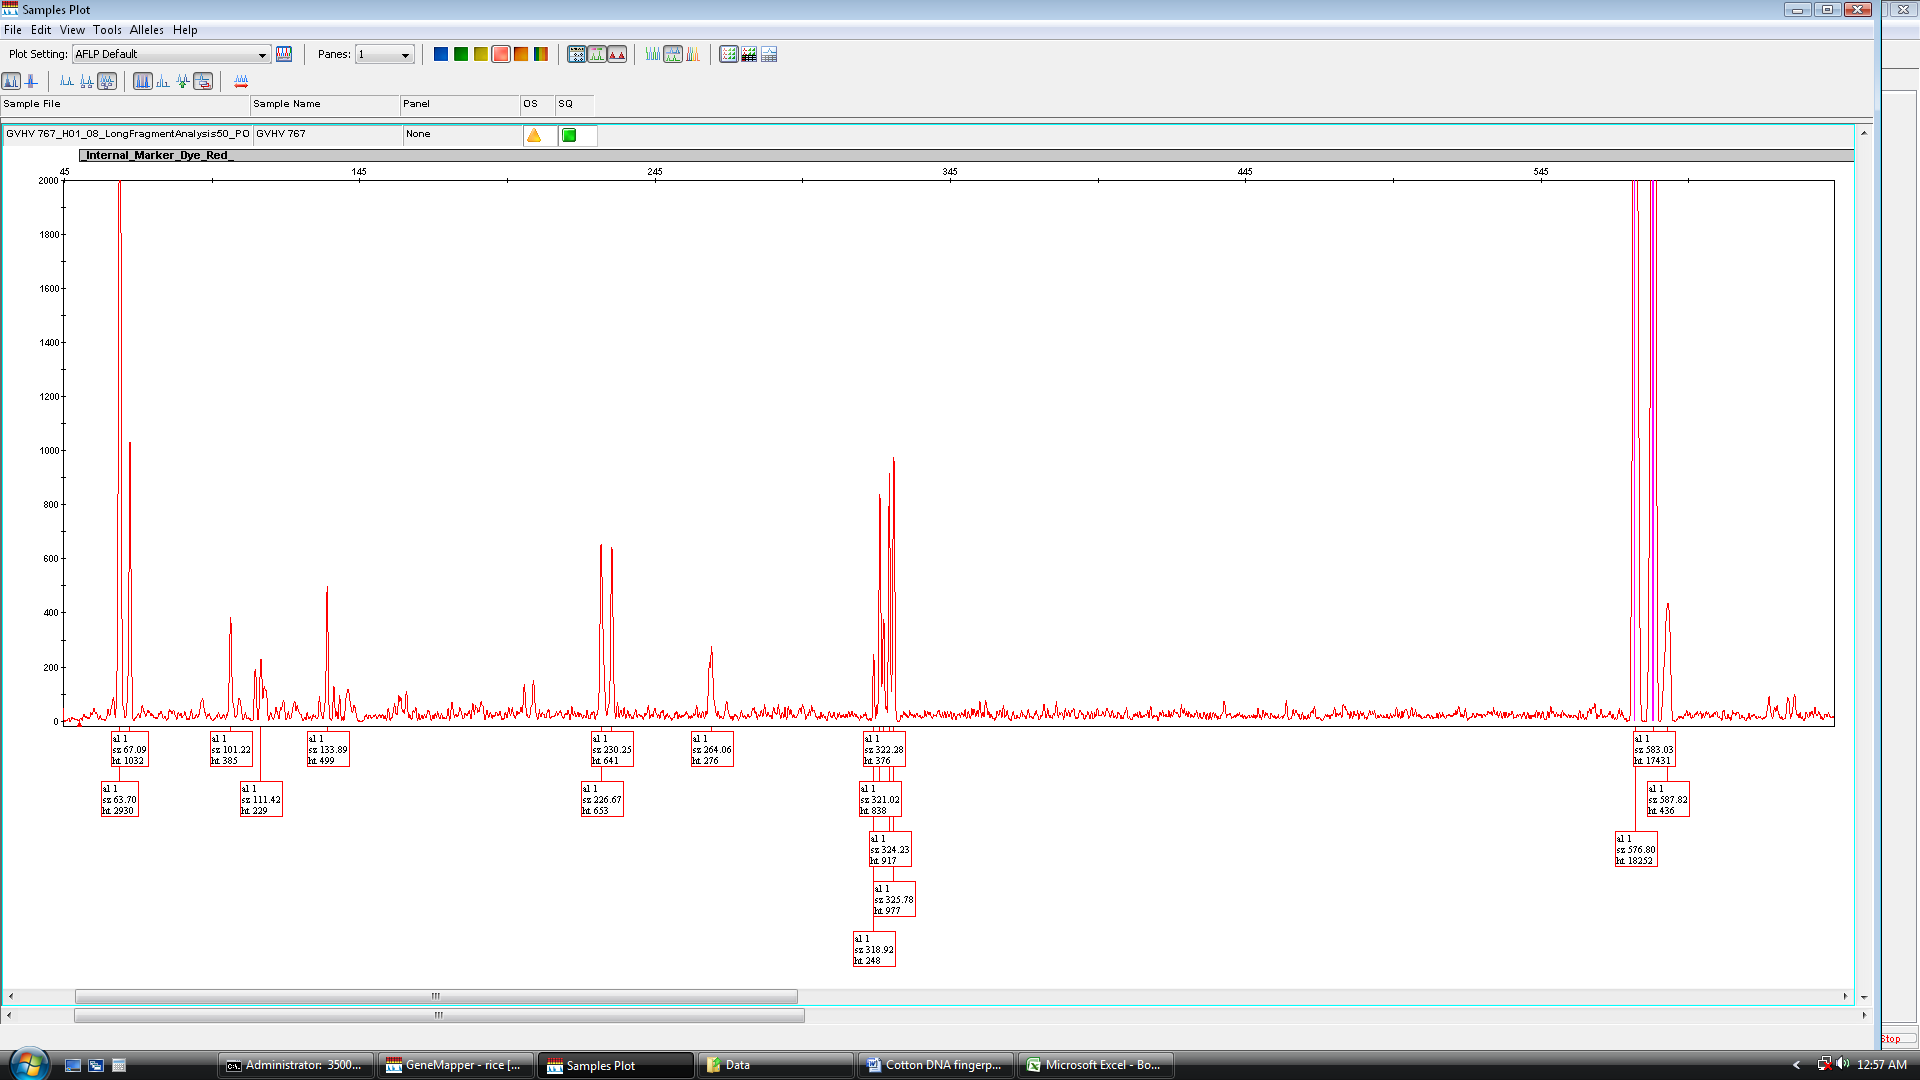 Samples Plot
File Edit View Tools Alleles Help
Plot Setting: AFLP Default Panes: 1
Sample File Sample Name Panel OS SQ
GVHV 767_H01_08_LongFragmentAnalysis50_PO GVHV 767 None
_Internal_Marker_Dye_Red_
45 145 245 345 445 545
2000
1800
1600
1400
1200
1000
800
600
400
200
0
al 1
sz 67.09
ht 1032
al 1
sz 101.22
ht 385
al 1
sz 133.89
ht 499
al 1
sz 230.25
ht 641
al 1
sz 264.06
ht 276
al 1
sz 322.28
ht 376
al 1
sz 583.03
ht 17431
al 1
sz 63.70
ht 2930
al 1
sz 111.42
ht 229
al 1
sz 226.67
ht 653
al 1
sz 321.02
ht 838
al 1
sz 587.82
ht 436
al 1
sz 324.23
ht 917
al 1
sz 576.80
ht 18252
al 1
sz 325.78
ht 977
al 1
sz 318.92
ht 248
Stop
Administrator: 3500... GeneMapper - rice [... Samples Plot Data Cotton DNA fingerp... Microsoft Excel - Bo... 12:57 AM